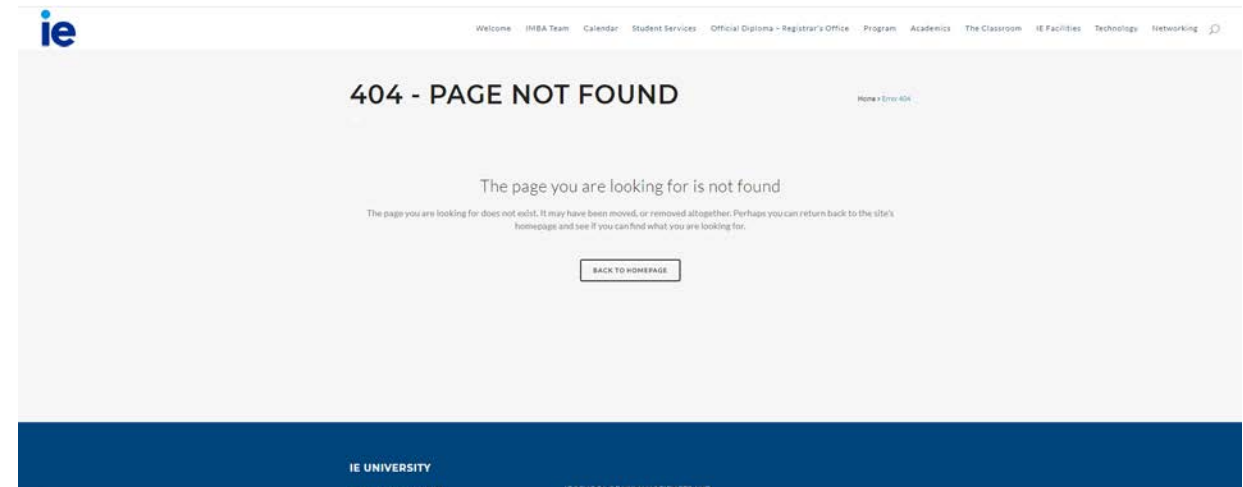 ie
Welcome IMBA Team Calendar Student Services Official Diploma – Registrar's Office Program Academics The Classroom IE Facilities Technology Networking
404 - PAGE NOT FOUND
Home » Error 404
The page you are looking for is not found
The page you are looking for does not exist. It may have been moved, or removed altogether. Perhaps you can return back to the site's
homepage and see if you can find what you are looking for.
BACK TO HOMEPAGE
IE UNIVERSITY